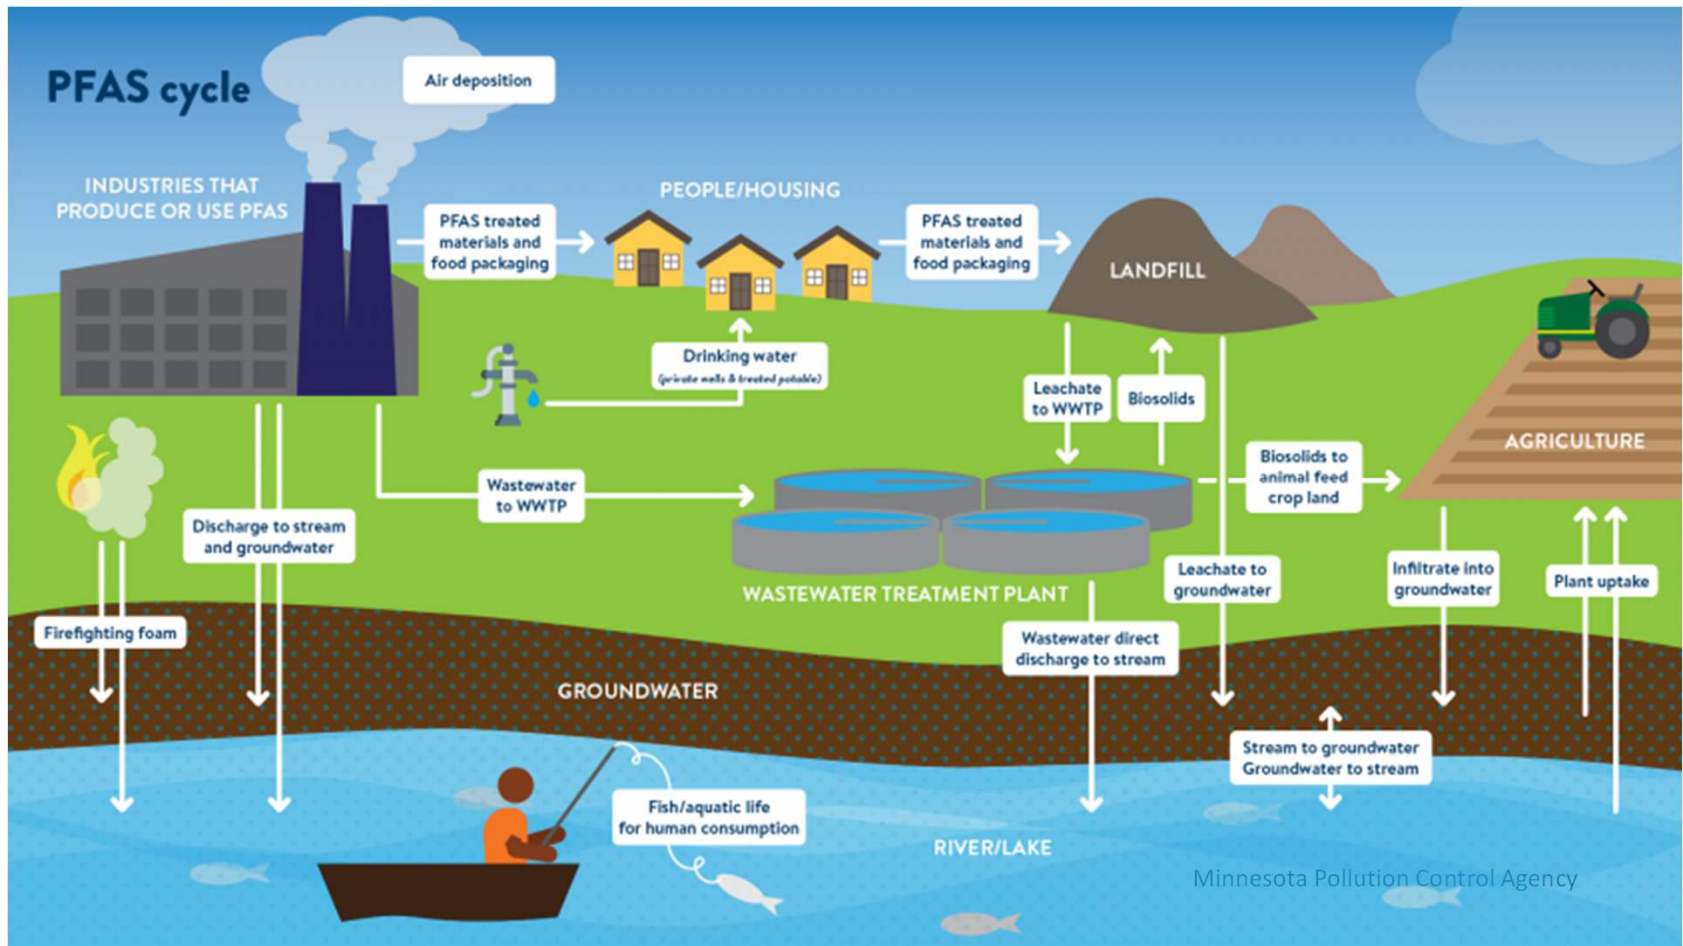 PFAS cycle
Air deposition
INDUSTRIES THAT
PRODUCE OR USE PFAS
PFAS treated
materials and
food packaging
PEOPLE/HOUSING
PFAS treated
materials and
food packaging
LANDFILL
Drinking water
(private wells & treated potable)
Leachate
to WWTP
Biosolids
AGRICULTURE
Biosolids to
animal feed
crop land
Wastewater
to WWTP
Discharge to stream
and groundwater
WASTEWATER TREATMENT PLANT
Leachate to
groundwater
Infiltrate into
groundwater
Plant uptake
Firefighting foam
Wastewater direct
discharge to stream
GROUNDWATER
Stream to groundwater
Groundwater to stream
Fish/aquatic life
for human consumption
RIVER/LAKE
Minnesota Pollution Control Agency